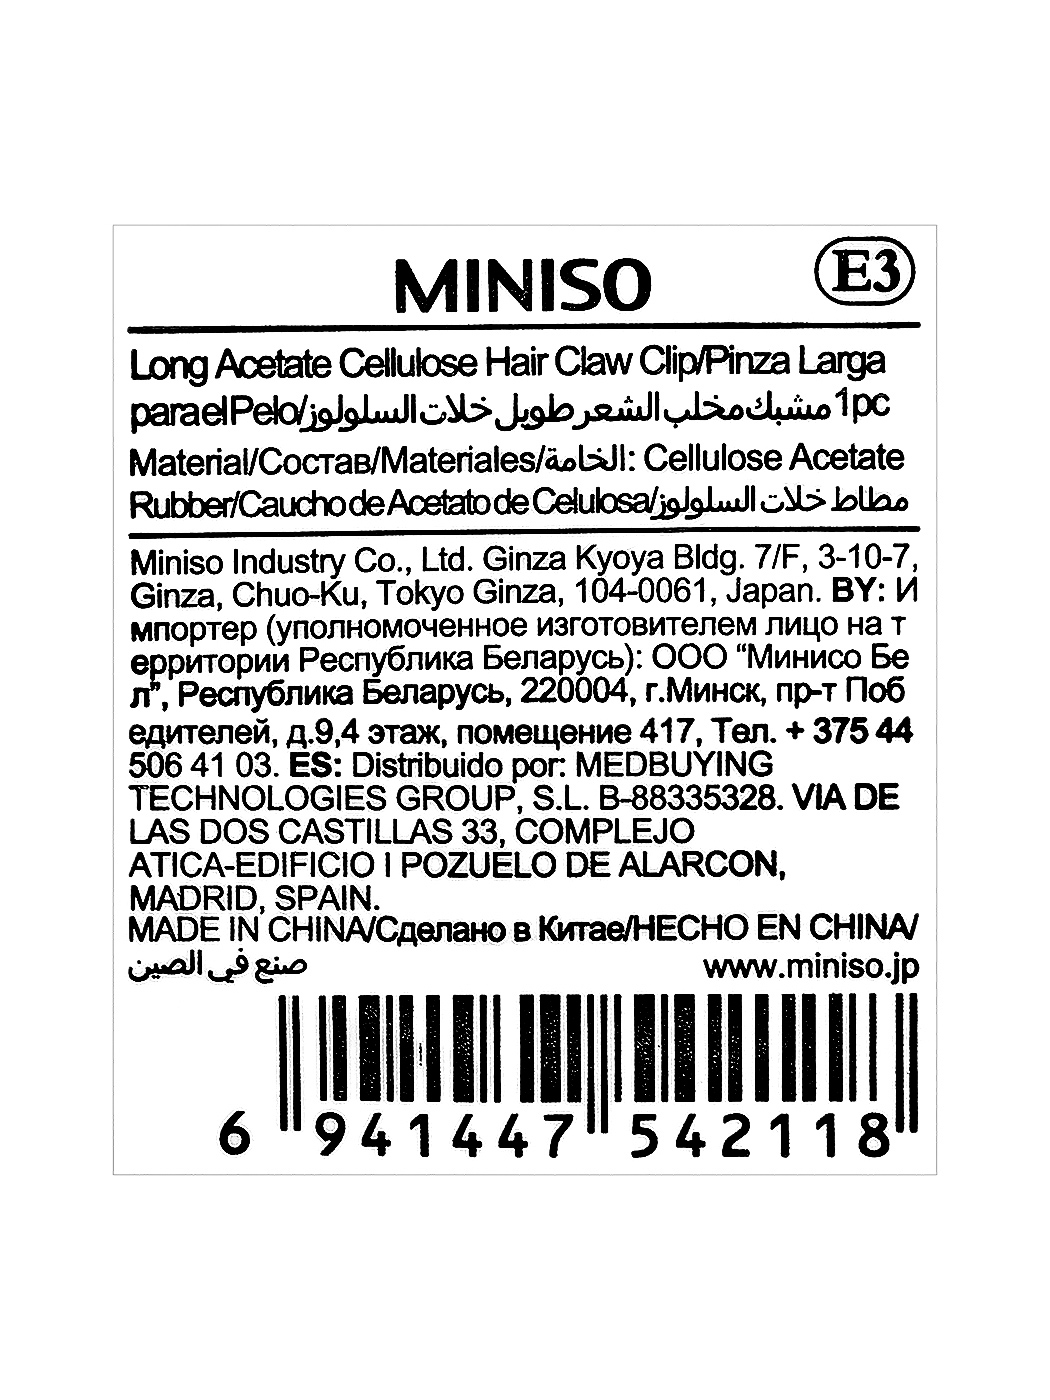 MINISO
E3
Long Acetate Cellulose Hair Claw Clip/Pinza Larga
para el Pelo/مشبك مخلب الشعر طويل خلات السلولوز 1pc
Material/Состав/Materiales/الخامة: Cellulose Acetate
Rubber/Caucho de Acetato de Celulosa/مطاط خلات السلولوز
Miniso Industry Co., Ltd. Ginza Kyoya Bldg. 7/F, 3-10-7,
Ginza, Chuo-Ku, Tokyo Ginza, 104-0061, Japan. BY: И
мпортер (уполномоченное изготовителем лицо на т
ерритории Республика Беларусь): ООО "Минисо Бе
л", Республика Беларусь, 220004, г.Минск, пр-т Поб
едителей, д.9,4 этаж, помещение 417, Тел. + 375 44
506 41 03. ES: Distribuido por: MEDBUYING
TECHNOLOGIES GROUP, S.L. B-88335328. VIA DE
LAS DOS CASTILLAS 33, COMPLEJO
ATICA-EDIFICIO I POZUELO DE ALARCON,
MADRID, SPAIN.
MADE IN CHINA/Сделано в Китае/HECHO EN CHINA/
صنع في الصين www.miniso.jp
6 941447 542118